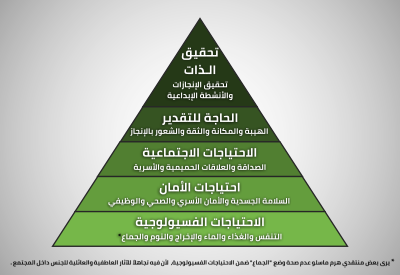 تحقيق
الـذات
تحقيق الإنجازات
والأنشطة الإبداعية
الحاجة للتقدير
الهيبة والمكانة والثقة والشعور بالإنجاز
الاحتياجات الاجتماعية
الصداقة والعلاقات الحميمية والأسرية
احتياجات الأمان
السلامة الجسدية والأمان الأسري والصحي والوظيفي
الاحتياجات الفسيولوجية
التنفس والغذاء والماء والإخراج والنوم والجماع*
* يرى بعض منتقدي هرم ماسلو عدم صحة وضع "الجماع" ضمن الاحتياجات الفسيولوجية، لأن فيه تجاهلاً للآثار العاطفية والعائلية للجنس داخل المجتمع.